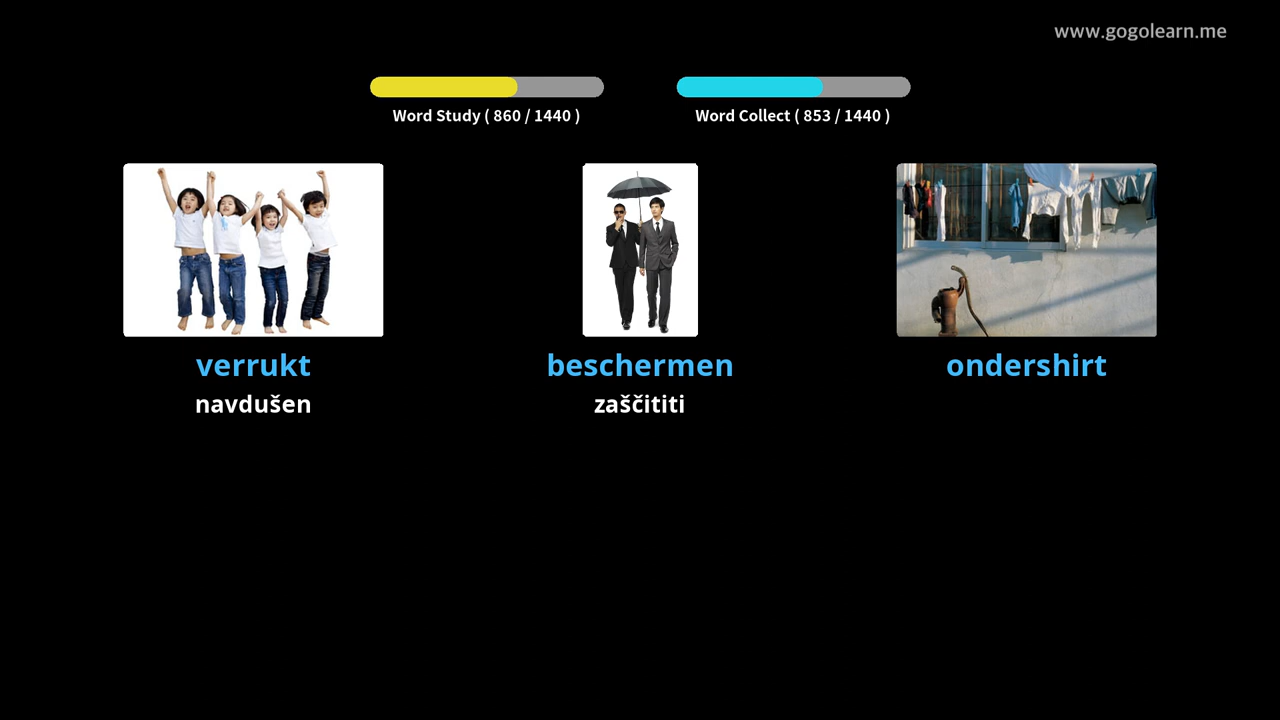 www.gogolearn.me
Word Study ( 860 / 1440 )
Word Collect ( 853 / 1440 )
verrukt
navdušen
beschermen
zaščititi
ondershirt